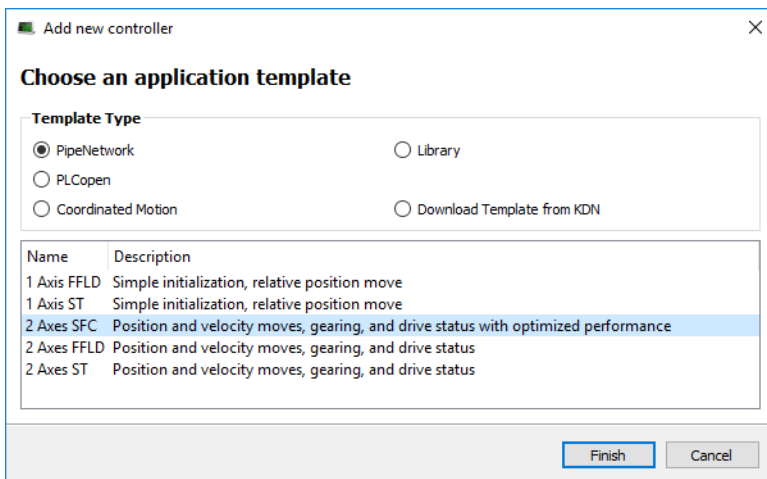 Add new controller
Choose an application template
Template Type
PipeNetwork Library
PLCopen
Coordinated Motion Download Template from KDN
Name Description
1 Axis FFLD Simple initialization, relative position move
1 Axis ST Simple initialization, relative position move
2 Axes SFC Position and velocity moves, gearing, and drive status with optimized performance
2 Axes FFLD Position and velocity moves, gearing, and drive status
2 Axes ST Position and velocity moves, gearing, and drive status
Finish Cancel